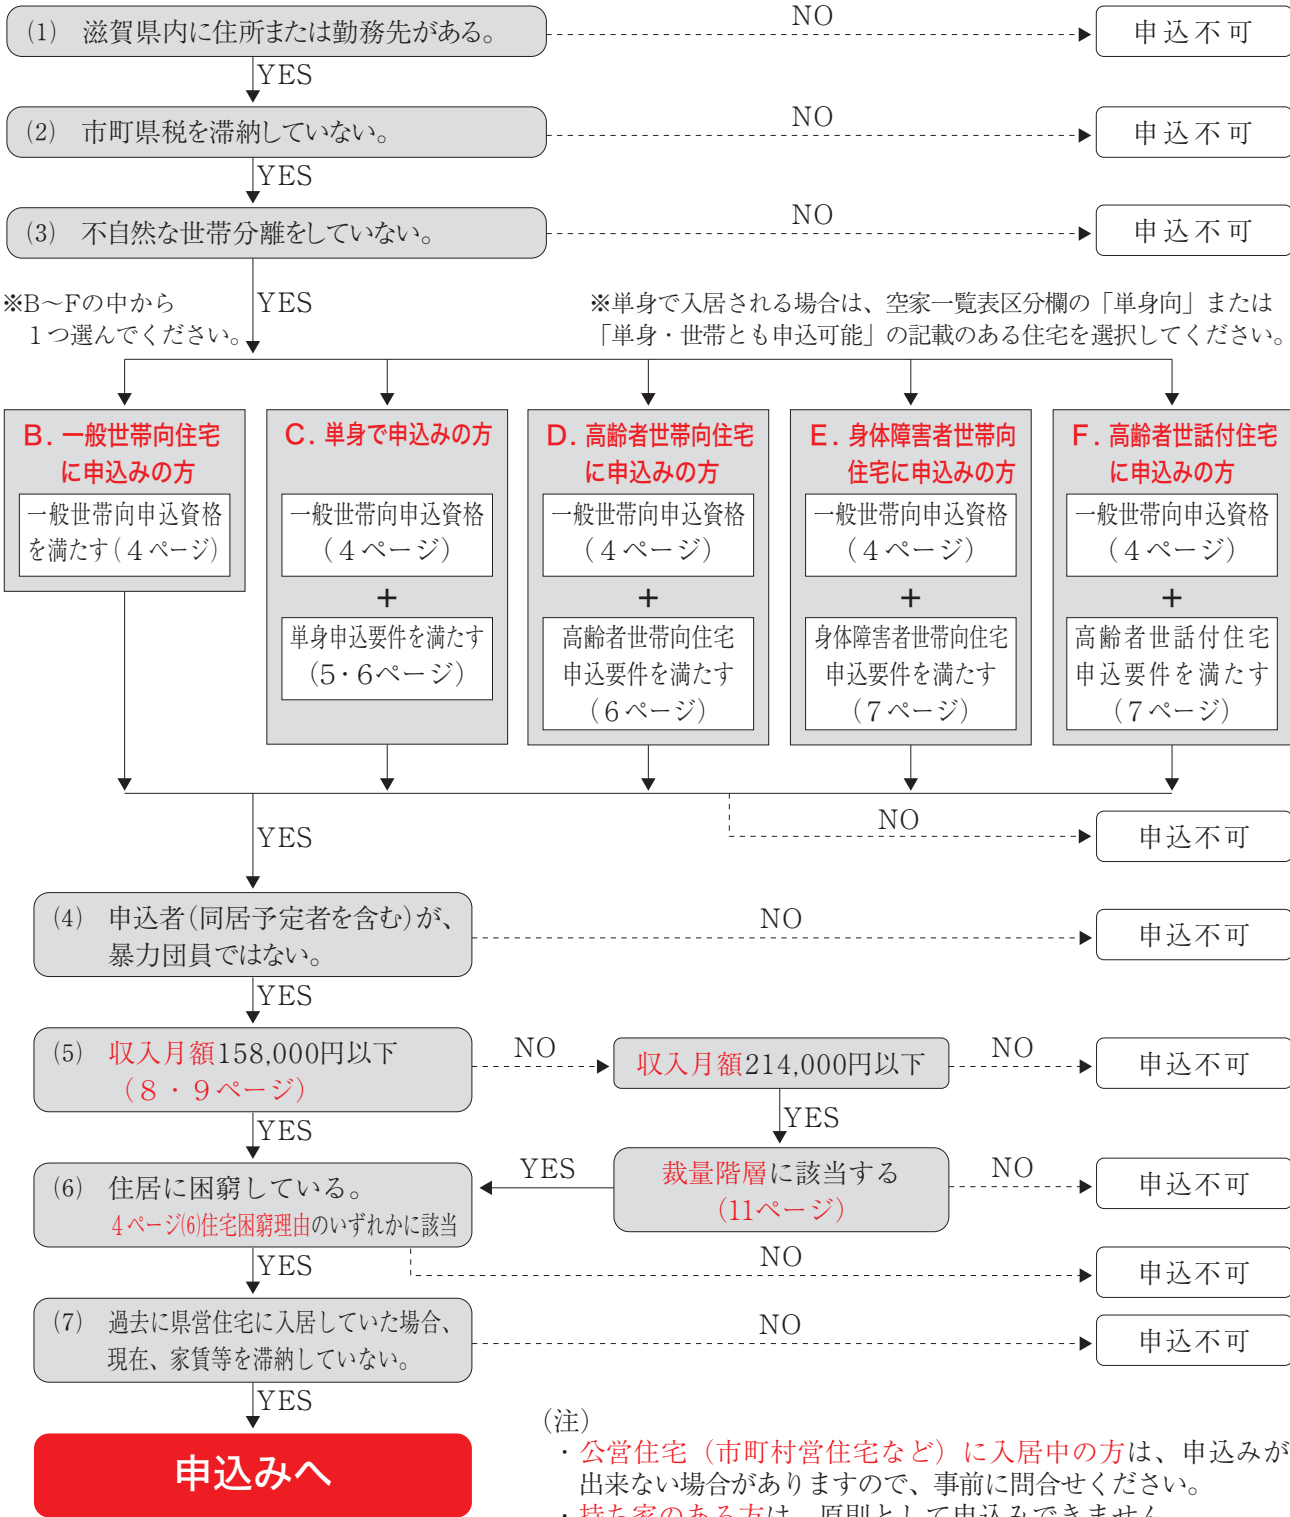 (1) 滋賀県内に住所または勤務先がある。
NO
申込不可
YES
(2) 市町県税を滞納していない。
NO
申込不可
YES
(3) 不自然な世帯分離をしていない。
NO
申込不可
YES
※B～Fの中から
1つ選んでください。
※単身で入居される場合は、空家一覧表区分欄の「単身向」または
「単身・世帯とも申込可能」の記載のある住宅を選択してください。
B. 一般世帯向住宅
に申込みの方
一般世帯向申込資格
を満たす(4ページ)
C. 単身で申込みの方
一般世帯向申込資格
(4ページ)
+
単身申込要件を満たす
(5・6ページ)
D. 高齢者世帯向住宅
に申込みの方
一般世帯向申込資格
(4ページ)
+
高齢者世帯向住宅
申込要件を満たす
(6ページ)
E. 身体障害者世帯向
住宅に申込みの方
一般世帯向申込資格
(4ページ)
+
身体障害者世帯向住宅
申込要件を満たす
(7ページ)
F. 高齢者世話付住宅
に申込みの方
一般世帯向申込資格
(4ページ)
+
高齢者世話付住宅
申込要件を満たす
(7ページ)
YES
NO
申込不可
(4) 申込者(同居予定者を含む)が、
暴力団員ではない。
NO
申込不可
YES
(5) 収入月額158,000円以下
(8・9ページ)
NO
収入月額214,000円以下
NO
申込不可
YES
YES
裁量階層に該当する
(11ページ)
YES
NO
申込不可
(6) 住居に困窮している。
4ページ(6)住宅困窮理由のいずれかに該当
NO
申込不可
YES
(7) 過去に県営住宅に入居していた場合、
現在、家賃等を滞納していない。
NO
申込不可
YES
申込みへ
(注)
・公営住宅（市町村営住宅など）に入居中の方は、申込みが
出来ない場合がありますので、事前に問合せください。
・持ち家のある方は、原則として申込みできません